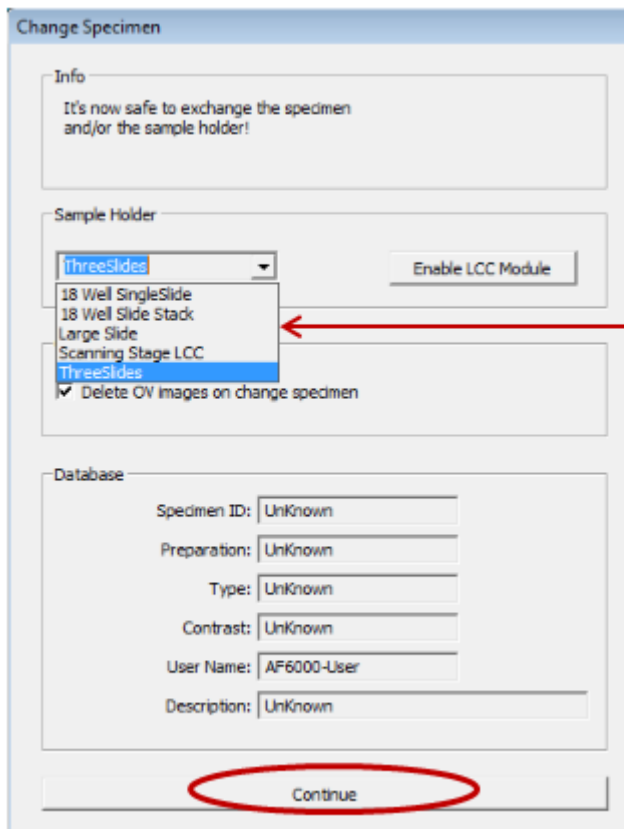 Change Specimen
Info
It's now safe to exchange the specimen
and/or the sample holder!
Sample Holder
ThreeSlides
Enable LCC Module
18 Well SingleSlide
18 Well Slide Stack
Large Slide
Scanning Stage LCC
ThreeSlides
Delete OV images on change specimen
Database
Specimen ID: UnKnown
Preparation: UnKnown
Type: UnKnown
Contrast: UnKnown
User Name: AF6000-User
Description: UnKnown
Continue